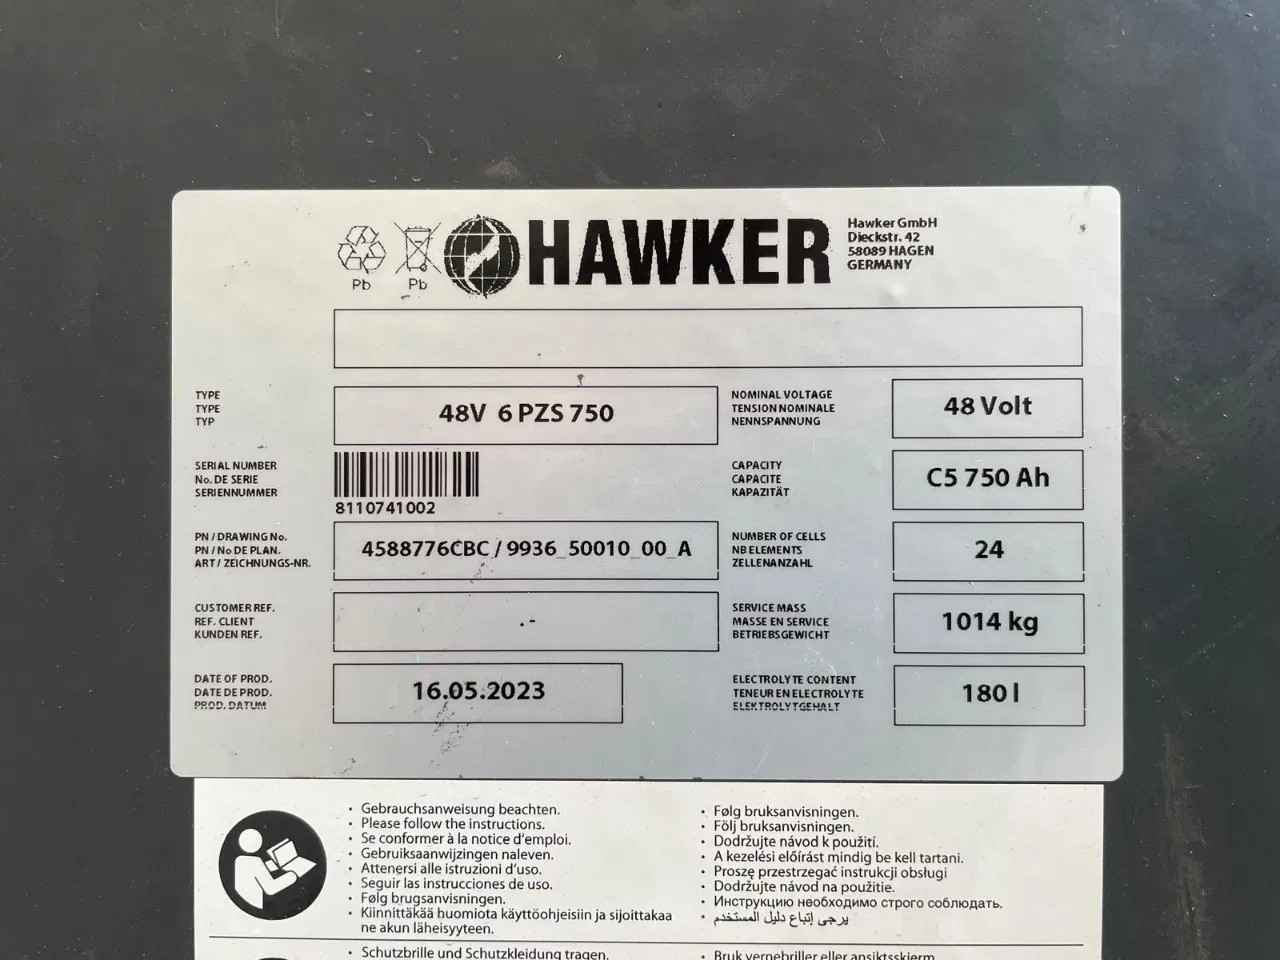 Pb
Pb
HAWKER
Hawker GmbH
Dieckstr. 42
58089 HAGEN
GERMANY
TYPE
TYPE
TYP
48V 6 PZS 750
NOMINAL VOLTAGE
TENSION NOMINALE
NENNSPANNUNG
48 Volt
SERIAL NUMBER
No. DE SERIE
SERIENNUMMER
8110741002
CAPACITY
CAPACITE
KAPAZITÄT
C5 750 Ah
PN / DRAWING No.
PN / No DE PLAN.
ART / ZEICHNUNGS-NR.
4588776CBC / 9936_50010_00_A
NUMBER OF CELLS
NB ELEMENTS
ZELLENANZAHL
24
CUSTOMER REF.
REF. CLIENT
KUNDEN REF.
.-
SERVICE MASS
MASSE EN SERVICE
BETRIEBSGEWICHT
1014 kg
DATE OF PROD.
DATE DE PROD.
PROD. DATUM
16.05.2023
ELECTROLYTE CONTENT
TENEUR EN ELECTROLYTE
ELEKTROLYTGEHALT
180 l
• Gebrauchsanweisung beachten.
• Please follow the instructions.
• Se conformer à la notice d'emploi.
• Gebruiksaanwijzingen naleven.
• Attenersi alle istruzioni d'uso.
• Seguir las instrucciones de uso.
• Følg brugsanvisningen.
• Kiinnittäkää huomiota käyttöohjeisiin ja sijoittakaa
ne akun läheisyyteen.
• Følg bruksanvisningen.
• Följ bruksanvisningen.
• Dodržujte návod k použití.
• A kezelési előírást mindig be kell tartani.
• Proszę przestrzegać instrukcji obsługi
• Dodržujte návod na použitie.
• Инструкцию необходимо строго соблюдать.
• يرجى إتباع دليل المستخدم
• Schutzbrille und Schutzkleidung tragen.
• Bruk vernebriller eller ansiktsskjerm